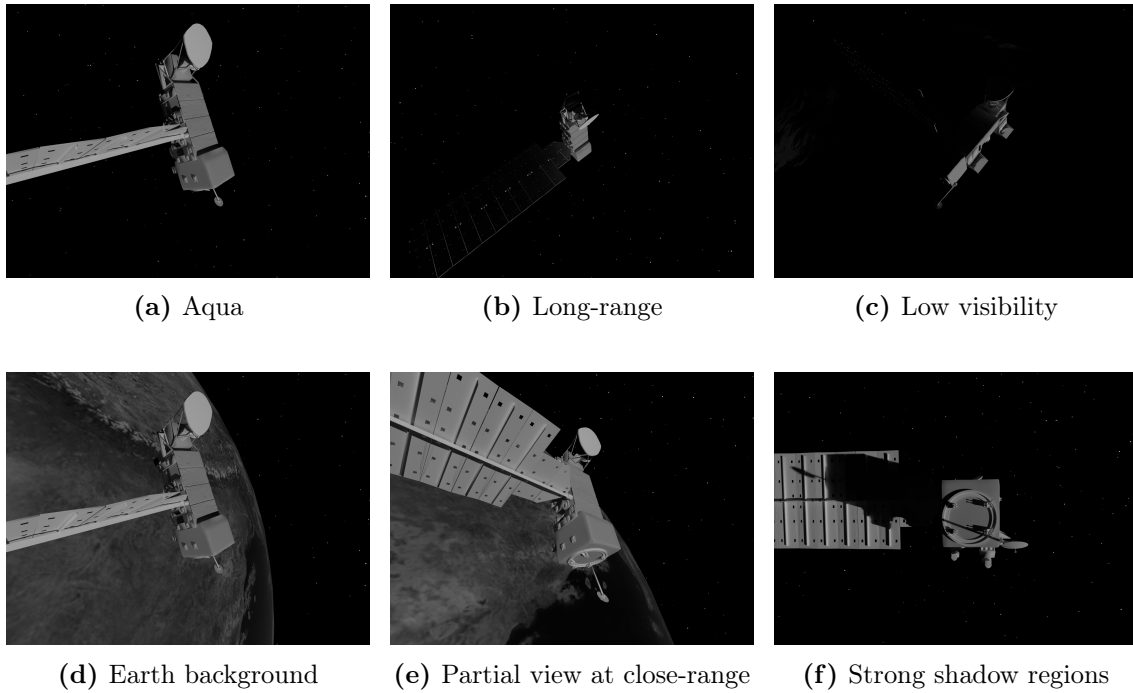 (a) Aqua
(b) Long-range
(c) Low visibility
(d) Earth background
(e) Partial view at close-range
(f) Strong shadow regions